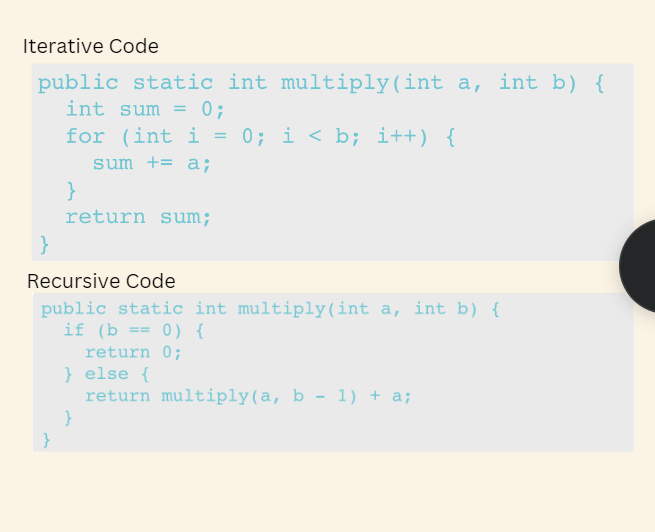 Iterative Code
public static int multiply(int a, int b) {
  int sum = 0;
  for (int i = 0; i < b; i++) {
    sum += a;
  }
  return sum;
}
Recursive Code
public static int multiply(int a, int b) {
  if (b == 0) {
    return 0;
  } else {
    return multiply(a, b - 1) + a;
  }
}